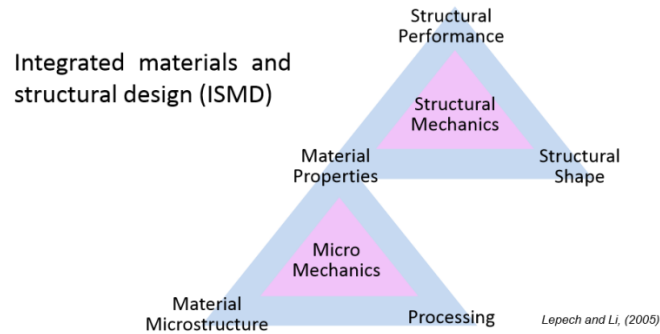 Integrated materials and
structural design (ISMD)
Structural
Performance
Structural
Mechanics
Material
Properties
Structural
Shape
Micro
Mechanics
Material
Microstructure
Processing
Lepech and Li, (2005)